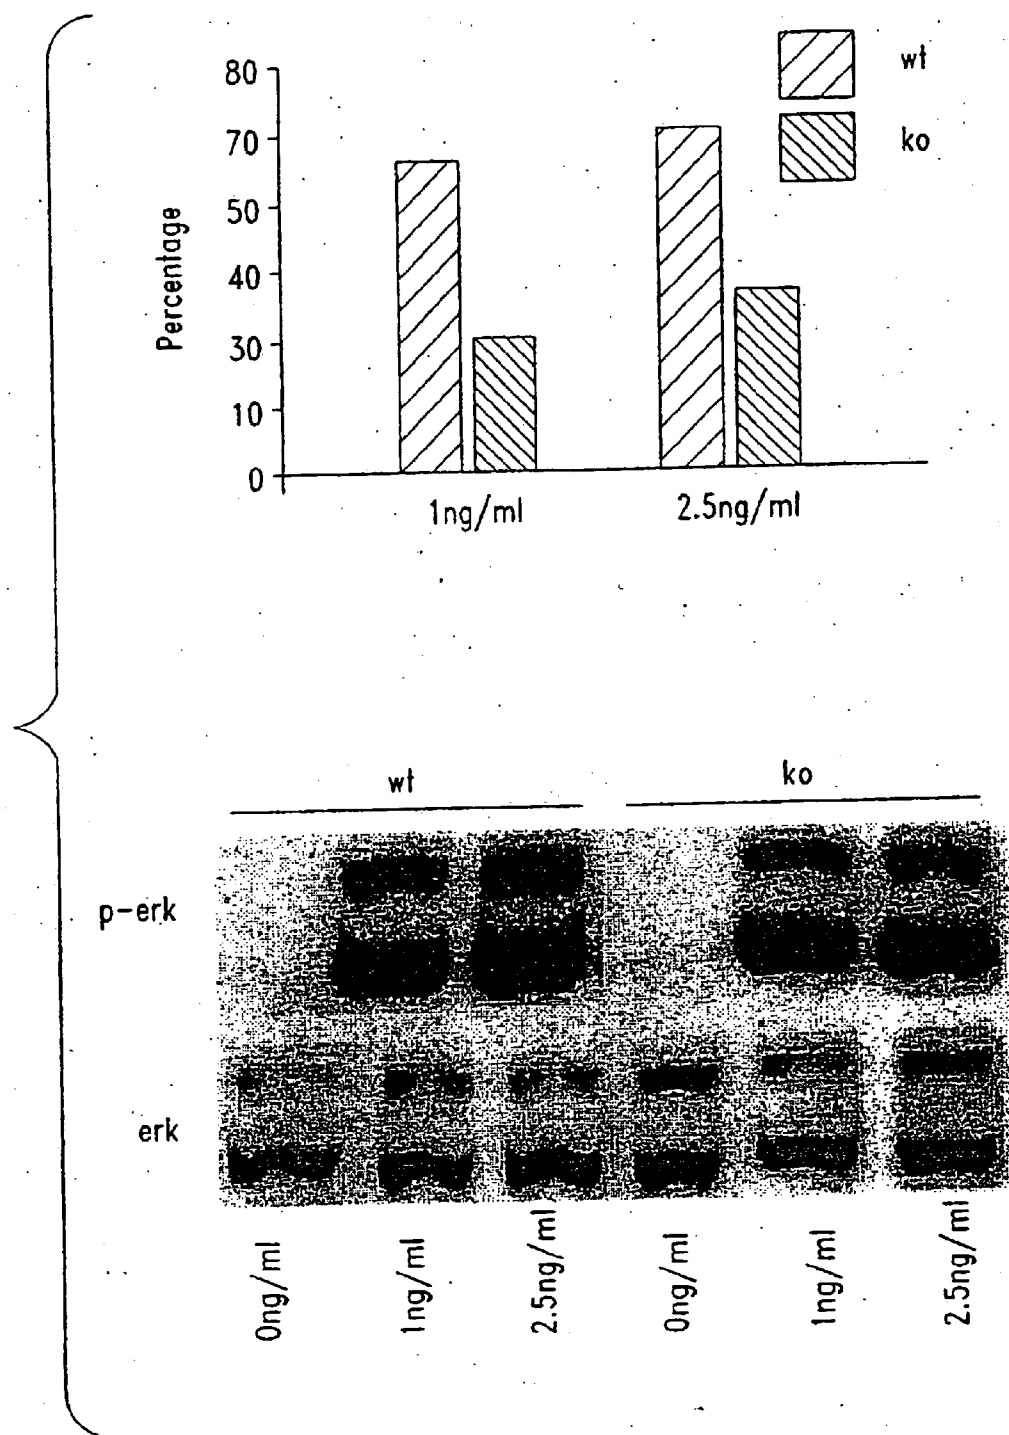 wt
ko
80
70
50
40
30
10
0
Percentage
1ng/ml 2.5ng/ml
wt ko
p-erk
erk
0ng/ml 1ng/ml 2.5ng/ml 0ng/ml 1ng/ml 2.5ng/ml